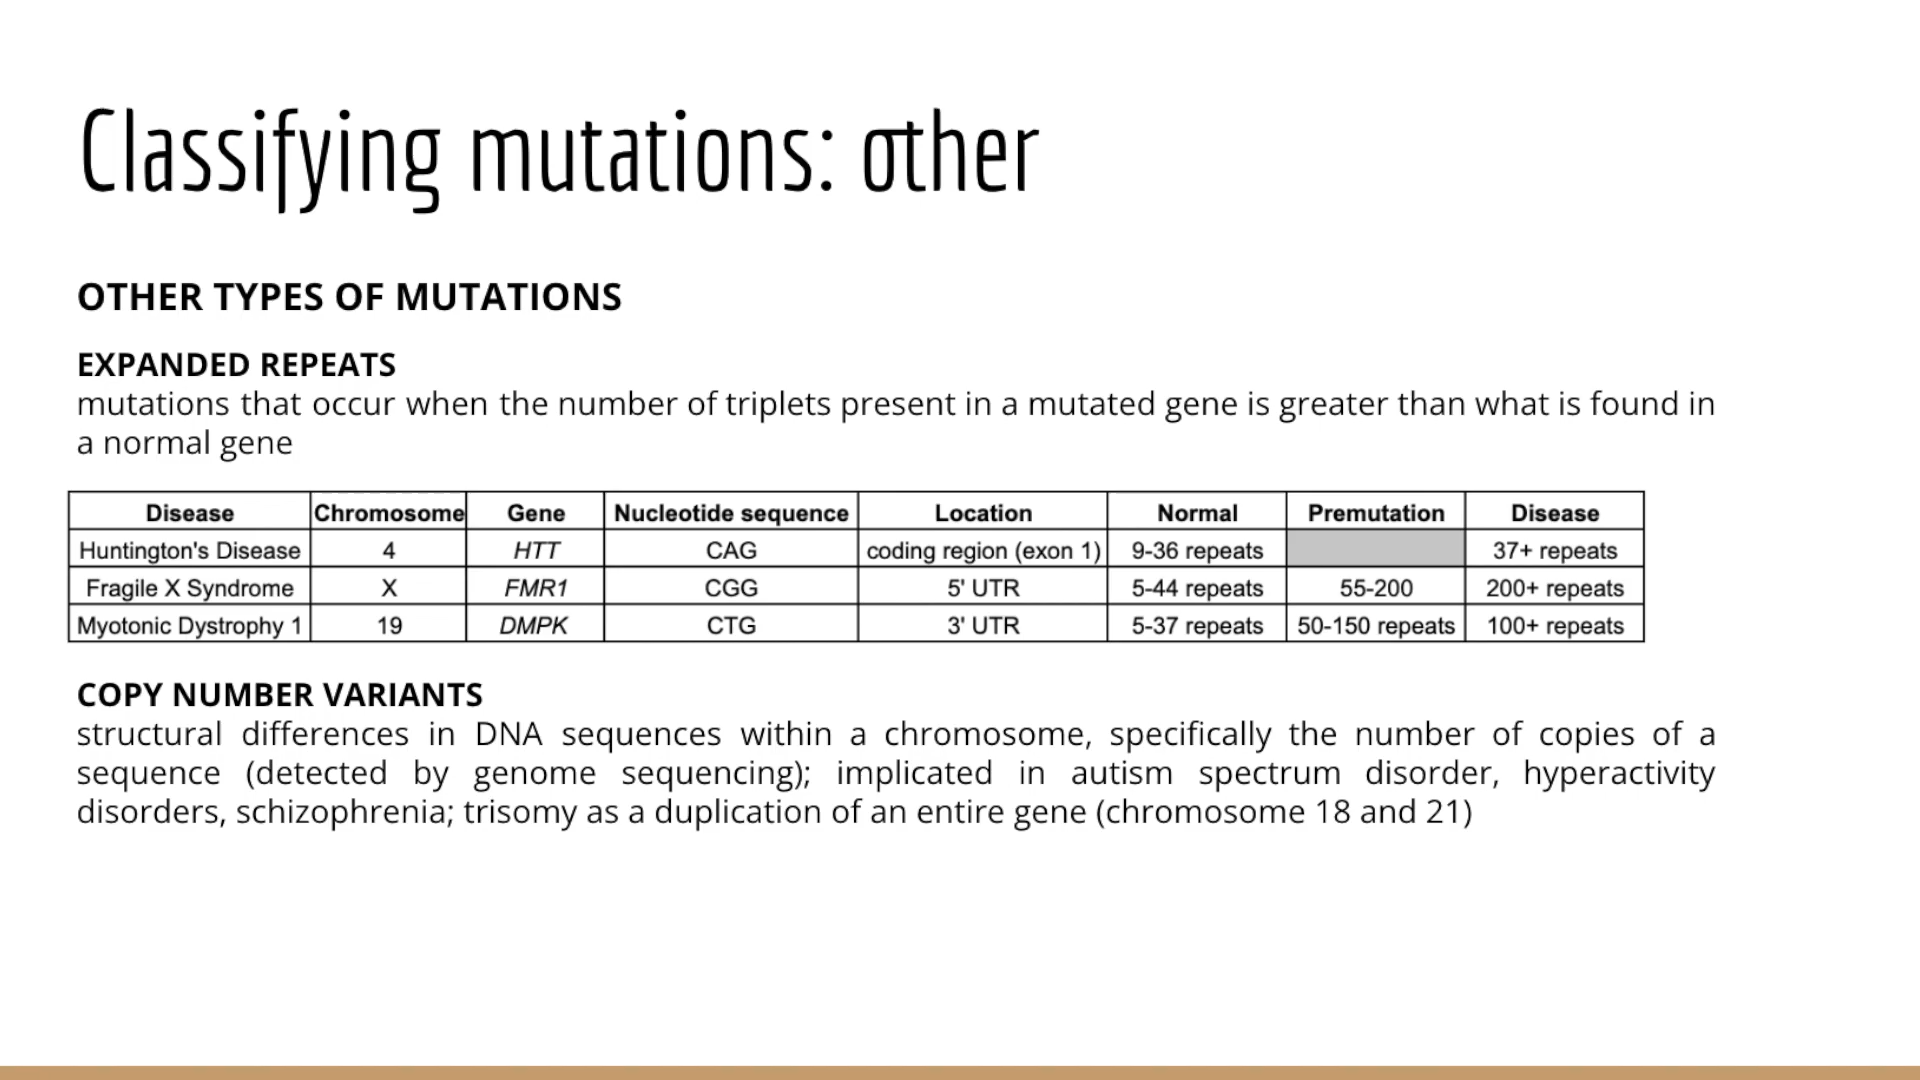 Classifying mutations: other
OTHER TYPES OF MUTATIONS
EXPANDED REPEATS
mutations that occur when the number of triplets present in a mutated gene is greater than what is found in
a normal gene
Disease Chromosome Gene Nucleotide sequence Location Normal Premutation Disease
Huntington's Disease 4 HTT CAG coding region (exon 1) 9-36 repeats 37+ repeats
Fragile X Syndrome X FMR1 CGG 5' UTR 5-44 repeats 55-200 200+ repeats
Myotonic Dystrophy 1 19 DMPK CTG 3' UTR 5-37 repeats 50-150 repeats 100+ repeats
COPY NUMBER VARIANTS
structural differences in DNA sequences within a chromosome, specifically the number of copies of a
sequence (detected by genome sequencing); implicated in autism spectrum disorder, hyperactivity
disorders, schizophrenia; trisomy as a duplication of an entire gene (chromosome 18 and 21)